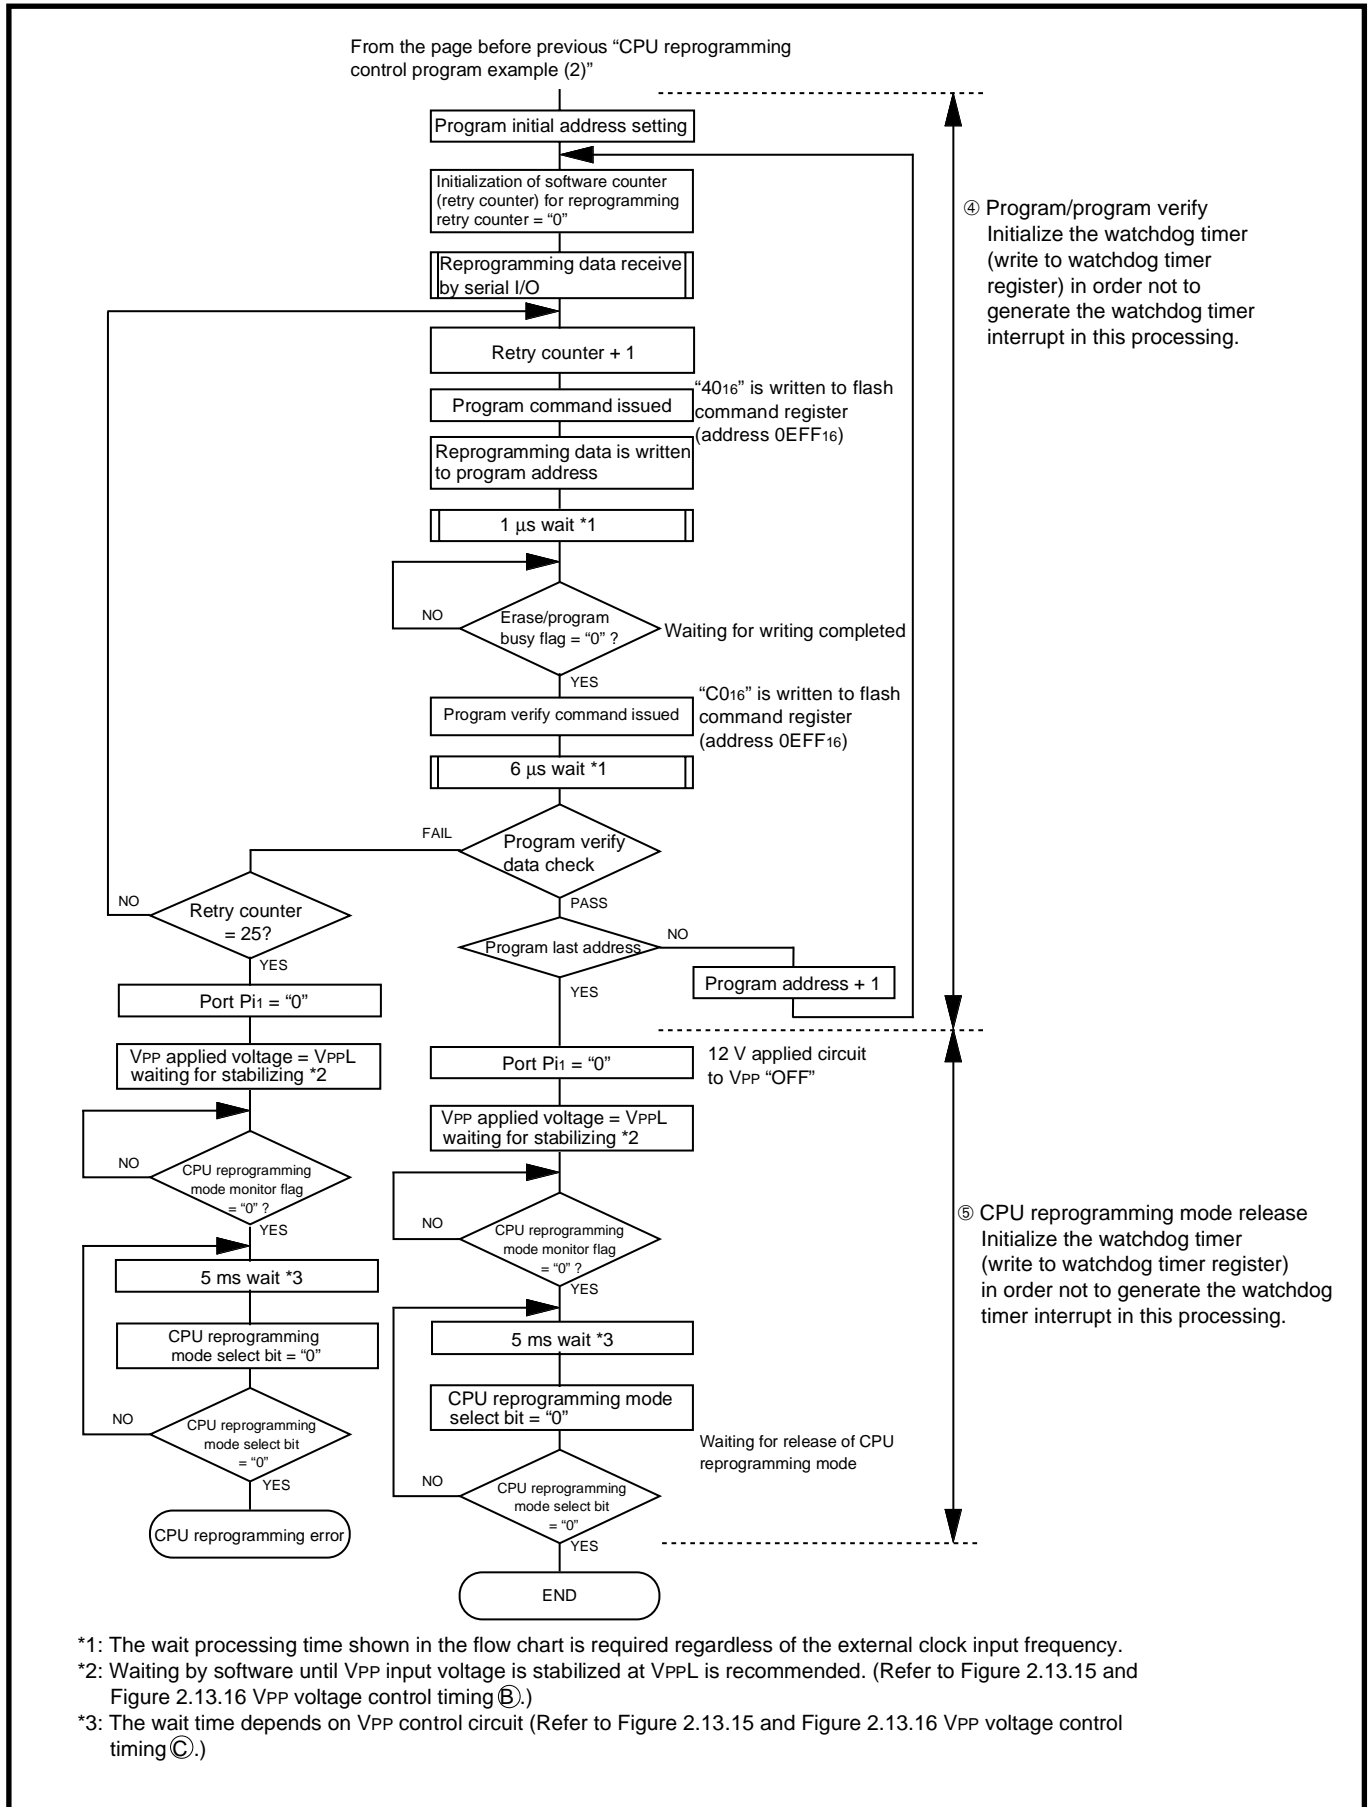 From the page before previous “CPU reprogramming
control program example (2)”
Program initial address setting
Initialization of software counter
(retry counter) for reprogramming
retry counter = “0”
④ Program/program verify
Initialize the watchdog timer
(write to watchdog timer
register) in order not to
generate the watchdog timer
interrupt in this processing.
Reprogramming data receive
by serial I/O
Retry counter + 1
Program command issued
“4016” is written to flash
command register
(address 0EFF16)
Reprogramming data is written
to program address
1 µs wait *1
NO
Erase/program
busy flag = “0” ?
Waiting for writing completed
YES
Program verify command issued
“C016” is written to flash
command register
(address 0EFF16)
6 µs wait *1
FAIL
Program verify
data check
PASS
NO
Retry counter
= 25?
YES
Program last address
NO
Program address + 1
YES
Port Pi1 = “0”
VPP applied voltage = VPPL
waiting for stabilizing *2
NO
CPU reprogramming
mode monitor flag
= “0” ?
YES
5 ms wait *3
CPU reprogramming
mode select bit = “0”
NO
CPU reprogramming
mode select bit
= “0”
YES
CPU reprogramming error
Port Pi1 = “0”
12 V applied circuit
to VPP “OFF”
VPP applied voltage = VPPL
waiting for stabilizing *2
NO
CPU reprogramming
mode monitor flag
= “0” ?
YES
5 ms wait *3
CPU reprogramming mode
select bit = “0”
Waiting for release of CPU
reprogramming mode
NO
CPU reprogramming
mode select bit
= “0”
YES
END
⑤ CPU reprogramming mode release
Initialize the watchdog timer
(write to watchdog timer register)
in order not to generate the watchdog
timer interrupt in this processing.
*1: The wait processing time shown in the flow chart is required regardless of the external clock input frequency.
*2: Waiting by software until VPP input voltage is stabilized at VPPL is recommended. (Refer to Figure 2.13.15 and
Figure 2.13.16 VPP voltage control timing Ⓑ.)
*3: The wait time depends on VPP control circuit (Refer to Figure 2.13.15 and Figure 2.13.16 VPP voltage control
timing Ⓒ.)